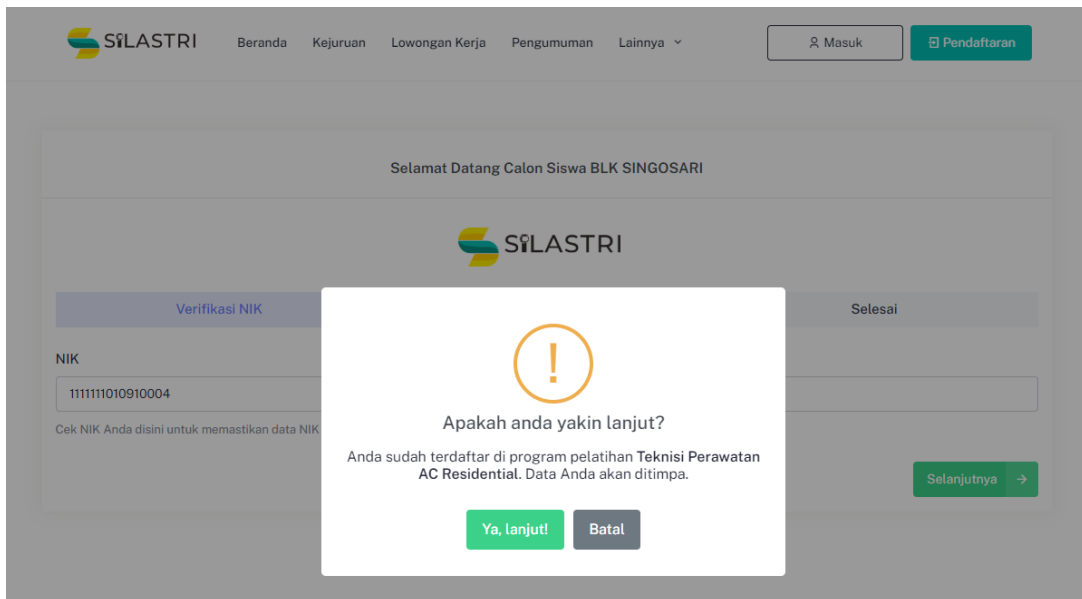 SILASTRI
Beranda
Kejuruan
Lowongan Kerja
Pengumuman
Lainnya
Masuk
Pendaftaran
Selamat Datang Calon Siswa BLK SINGOSARI
SILASTRI
Verifikasi NIK
Selesai
NIK
1111111010910004
Cek NIK Anda disini untuk memastikan data NIK
Selanjutnya →
!
Apakah anda yakin lanjut?
Anda sudah terdaftar di program pelatihan Teknisi Perawatan
AC Residential. Data Anda akan ditimpa.
Ya, lanjut!
Batal